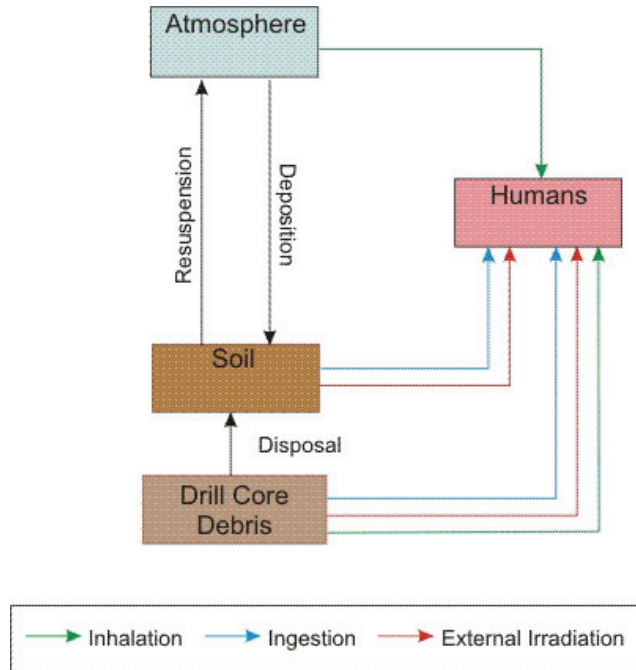 Atmosphere
Resuspension
Deposition
Humans
Soil
Disposal
Drill Core
Debris
Inhalation
Ingestion
External Irradiation